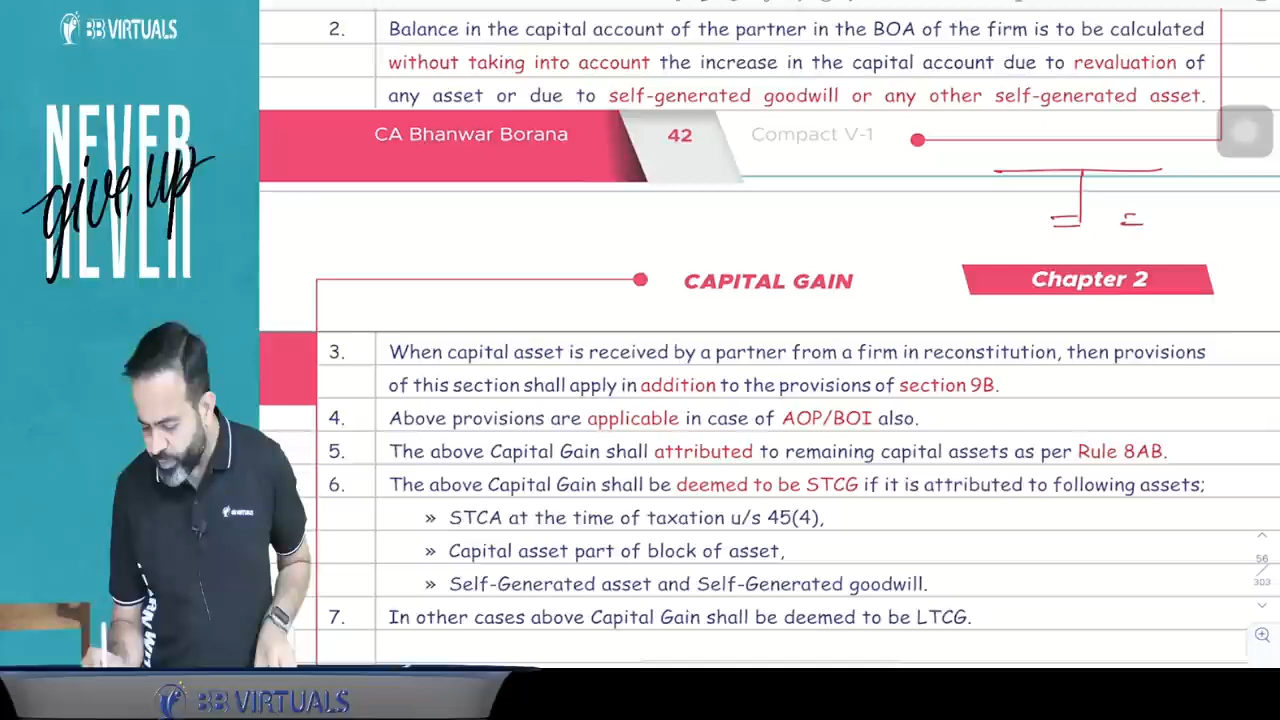 BB VIRTUALS
2. Balance in the capital account of the partner in the BOA of the firm is to be calculated
without taking into account the increase in the capital account due to revaluation of
any asset or due to self-generated goodwill or any other self-generated asset.
CA Bhanwar Borana 42 Compact V-1
NEVER
give up
NEVER
CAPITAL GAIN Chapter 2
3. When capital asset is received by a partner from a firm in reconstitution, then provisions
of this section shall apply in addition to the provisions of section 9B.
4. Above provisions are applicable in case of AOP/BOI also.
5. The above Capital Gain shall attributed to remaining capital assets as per Rule 8AB.
6. The above Capital Gain shall be deemed to be STCG if it is attributed to following assets;
» STCA at the time of taxation u/s 45(4),
» Capital asset part of block of asset,
» Self-Generated asset and Self-Generated goodwill.
7. In other cases above Capital Gain shall be deemed to be LTCG.
56
303
BB VIRTUALS